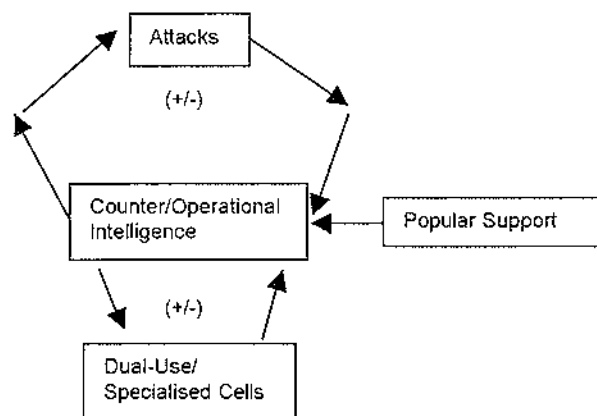 Attacks
(+/-)
Counter/Operational
Intelligence
Popular Support
(+/-)
Dual-Use/
Specialised Cells